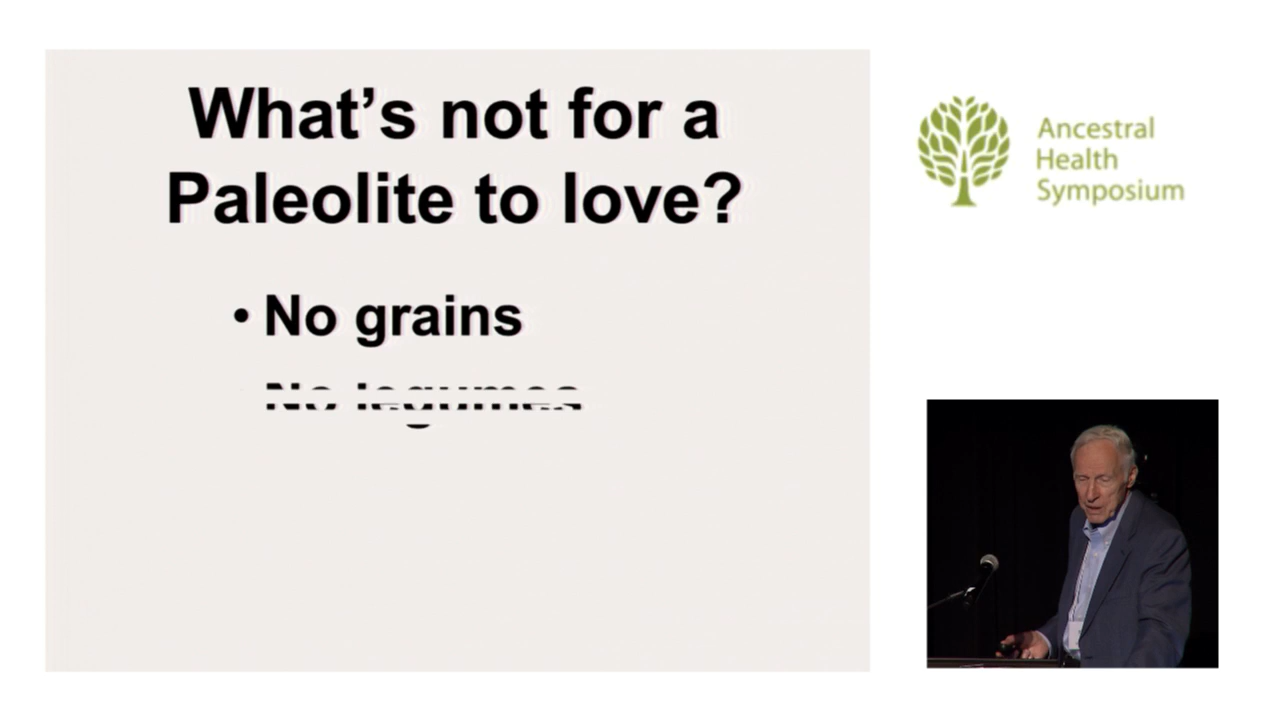 What's not for a
Paleolite to love?
• No grains
No legumes
Ancestral
Health
Symposium